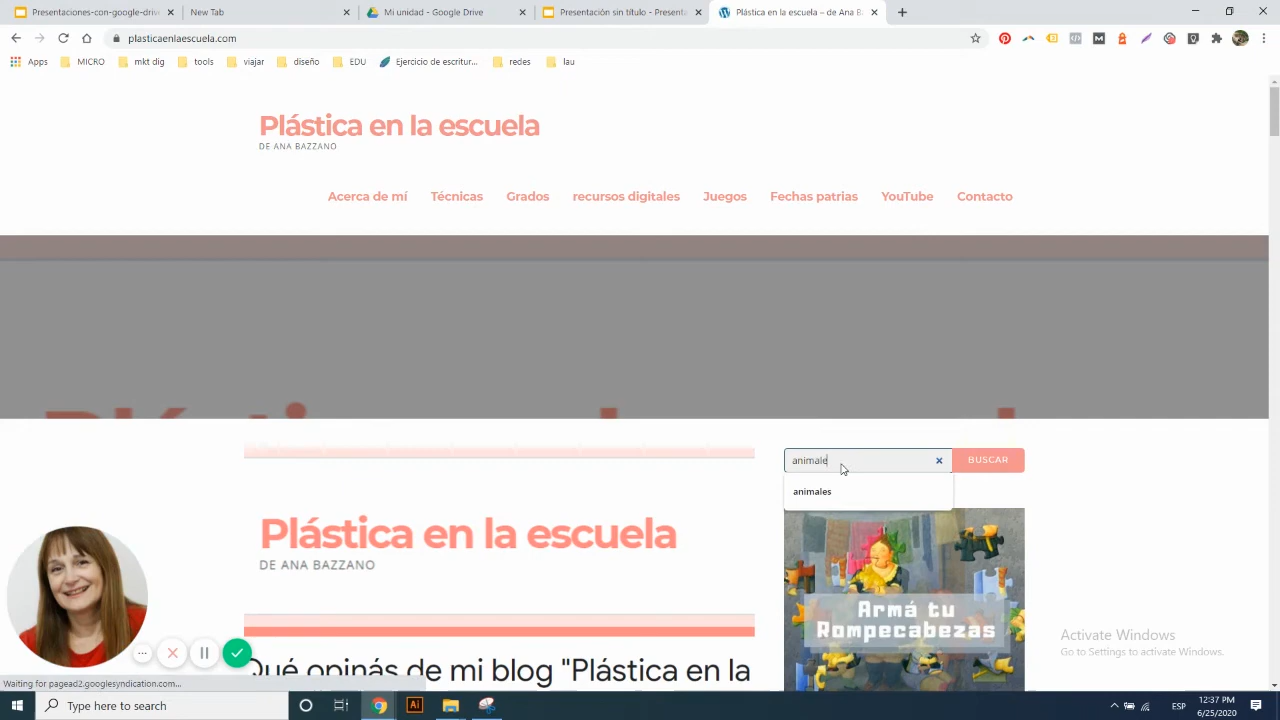 Presentaciones-con-google-drive
New Tab
Mi unidad - Google Drive
Presentación sin título - Presenta
Plástica en la escuela – de Ana B
plasticaenlaescuela.com
Apps
MICRO
mkt dig
tools
viajar
diseño
EDU
Ejercicio de escritur...
redes
lau
Plástica en la escuela
DE ANA BAZZANO
Acerca de mí
Técnicas
Grados
recursos digitales
Juegos
Fechas patrias
YouTube
Contacto
animale
BUSCAR
animales
Plástica en la escuela
DE ANA BAZZANO
Armá tu
Rompecabezas
Qué opinás de mi blog "Plástica en la
Activate Windows
Go to Settings to activate Windows.
Waiting for pagead2.googlesyndication.com...
Type here to search
ESP
12:37 PM
6/25/2020